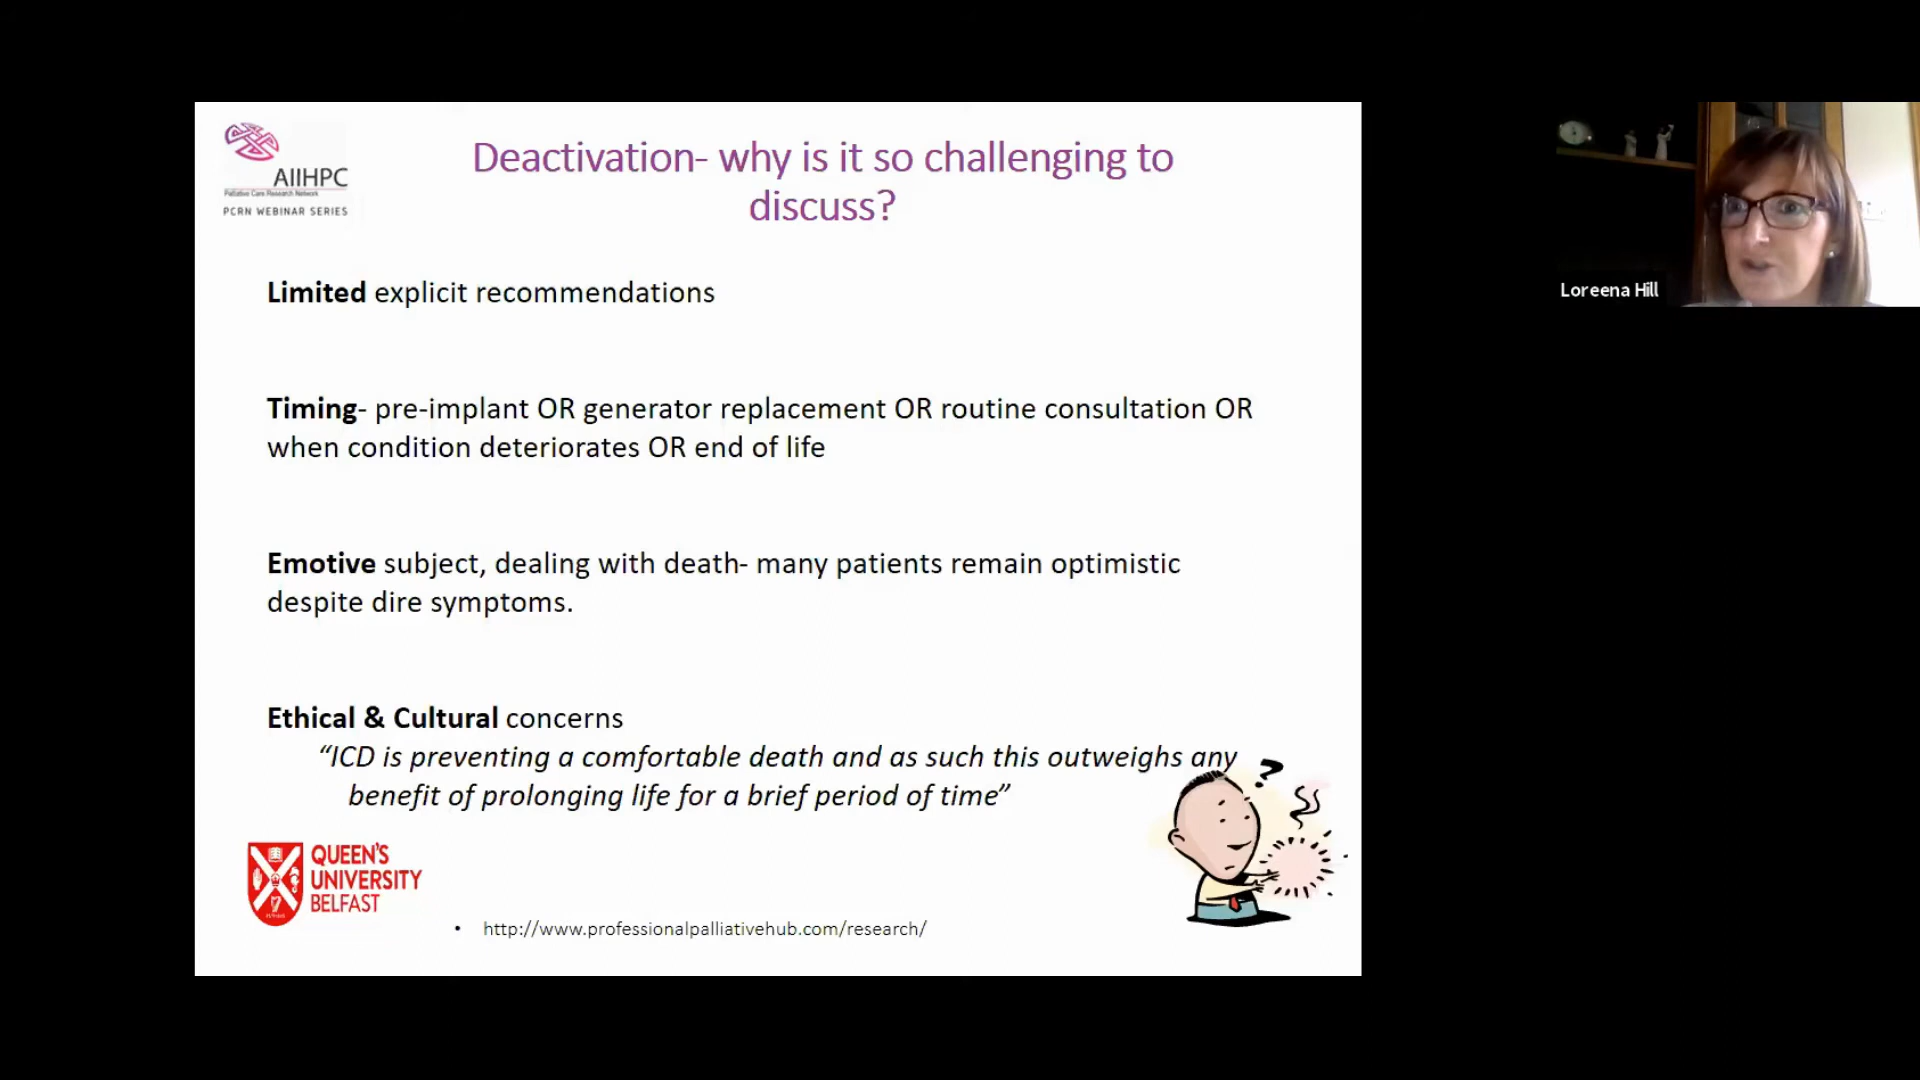 AIIHPC
Palliative Care Research Network
PCRN WEBINAR SERIES
Deactivation- why is it so challenging to
discuss?
Limited explicit recommendations
Timing- pre-implant OR generator replacement OR routine consultation OR
when condition deteriorates OR end of life
Emotive subject, dealing with death- many patients remain optimistic
despite dire symptoms.
Ethical & Cultural concerns
“ICD is preventing a comfortable death and as such this outweighs any
benefit of prolonging life for a brief period of time”
?
QUEEN'S
UNIVERSITY
BELFAST
• http://www.professionalpalliativehub.com/research/
Loreena Hill